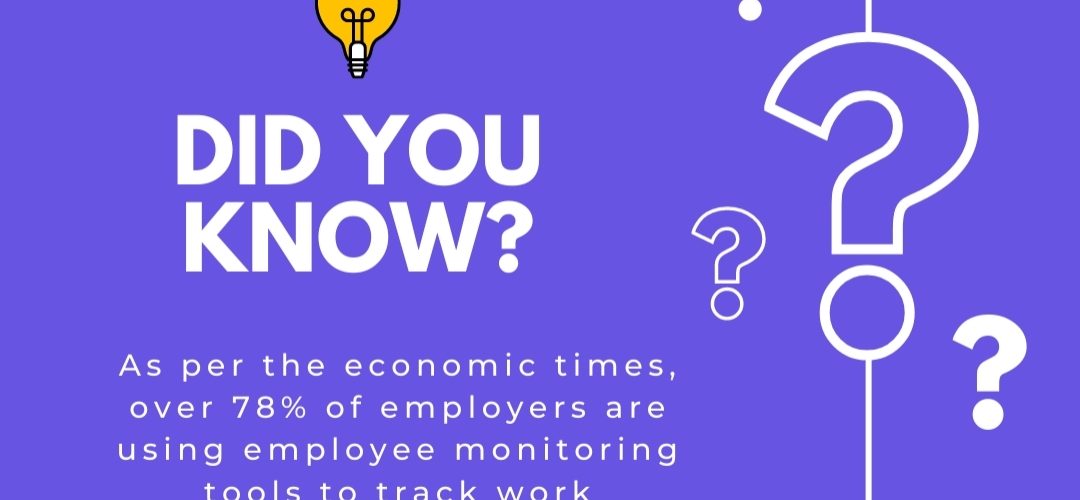 DID YOU
KNOW?
As per the economic times,
over 78% of employers are
using employee monitoring
tools to track work